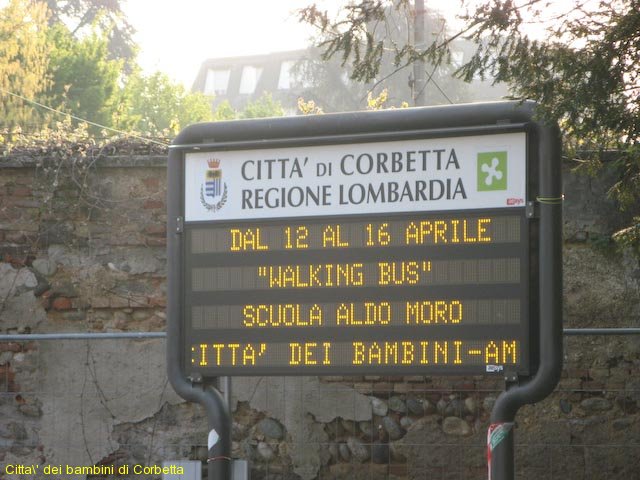 CITTA' DI CORBETTA
REGIONE LOMBARDIA
DAL 12 AL 16 APRILE
"WALKING BUS"
SCUOLA ALDO MORO
CITTA' DEI BAMBINI-AM
Citta\' dei bambini di Corbetta